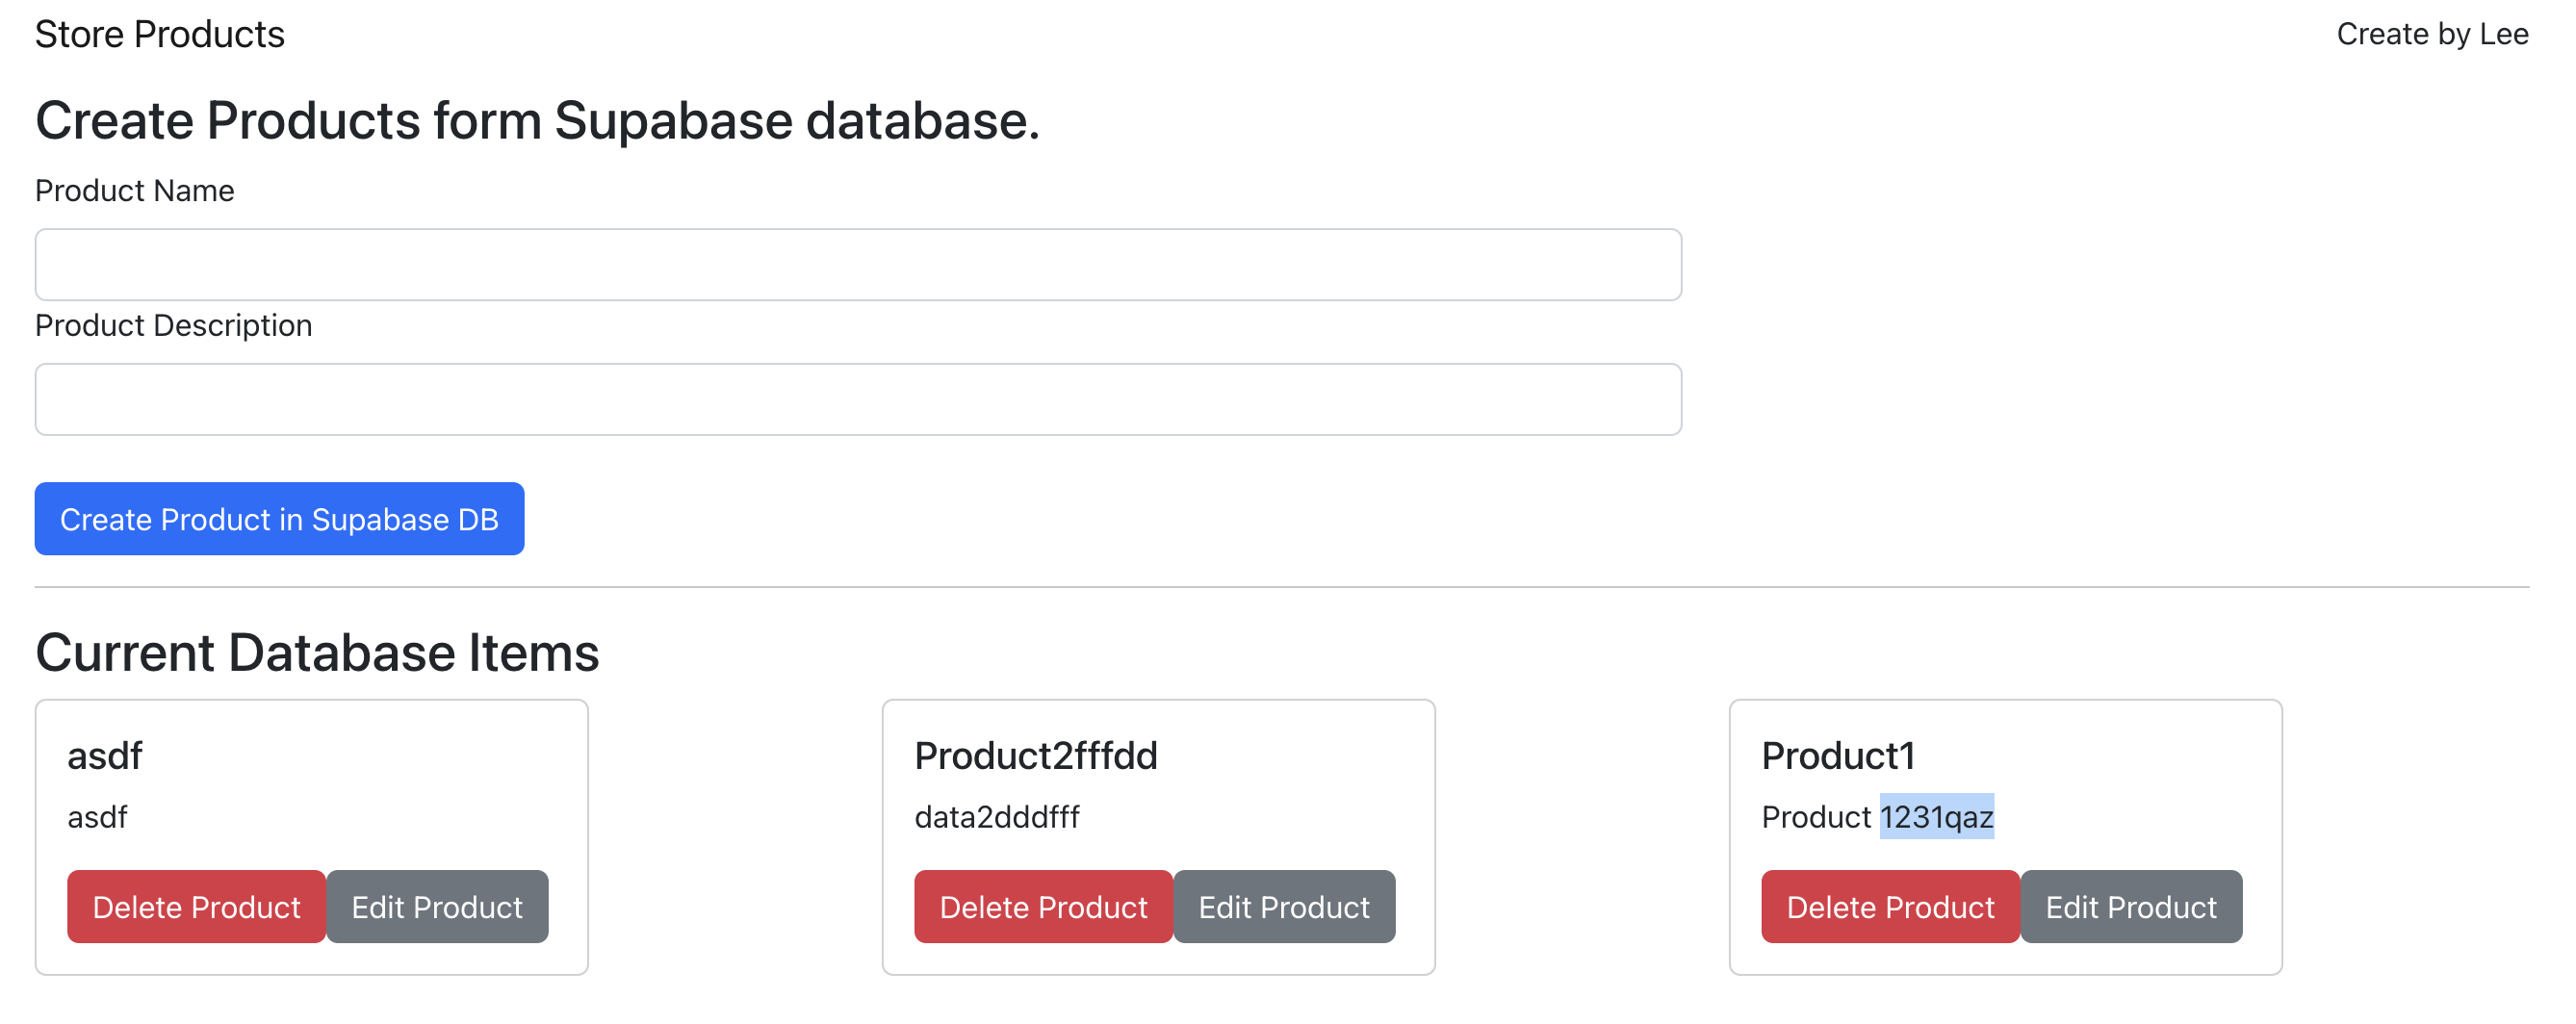 Store Products
Create by Lee
Create Products form Supabase database.
Product Name
Product Description
Create Product in Supabase DB
Current Database Items
asdf
asdf
Delete Product Edit Product
Product2fffdd
data2dddfff
Delete Product Edit Product
Product1
Product 1231qaz
Delete Product Edit Product